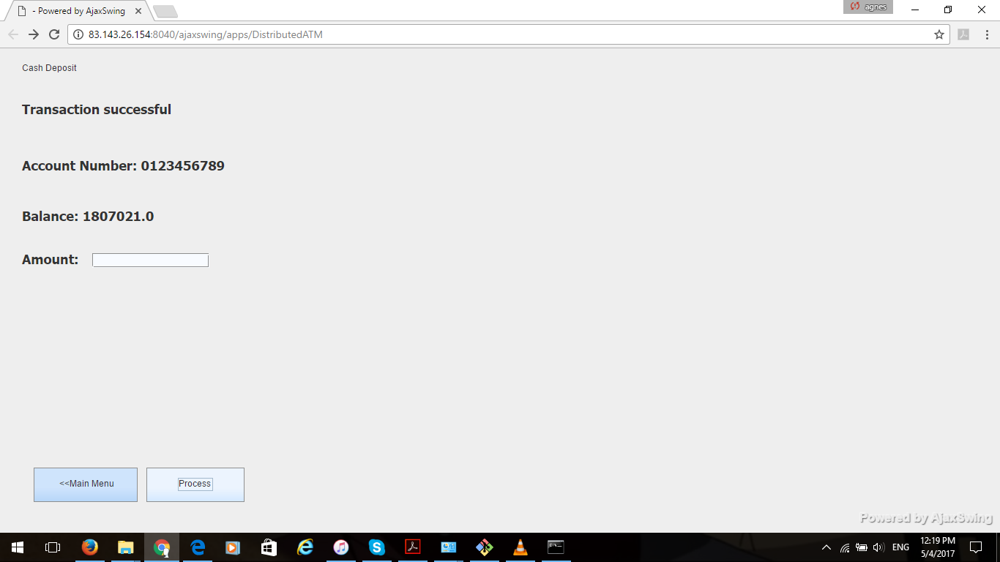 - Powered by AjaxSwing
agnes
83.143.26.154:8040/ajaxswing/apps/DistributedATM
Cash Deposit
Transaction successful
Account Number: 0123456789
Balance: 1807021.0
Amount:
<<Main Menu
Process
Powered by AjaxSwing
ENG
12:19 PM
5/4/2017